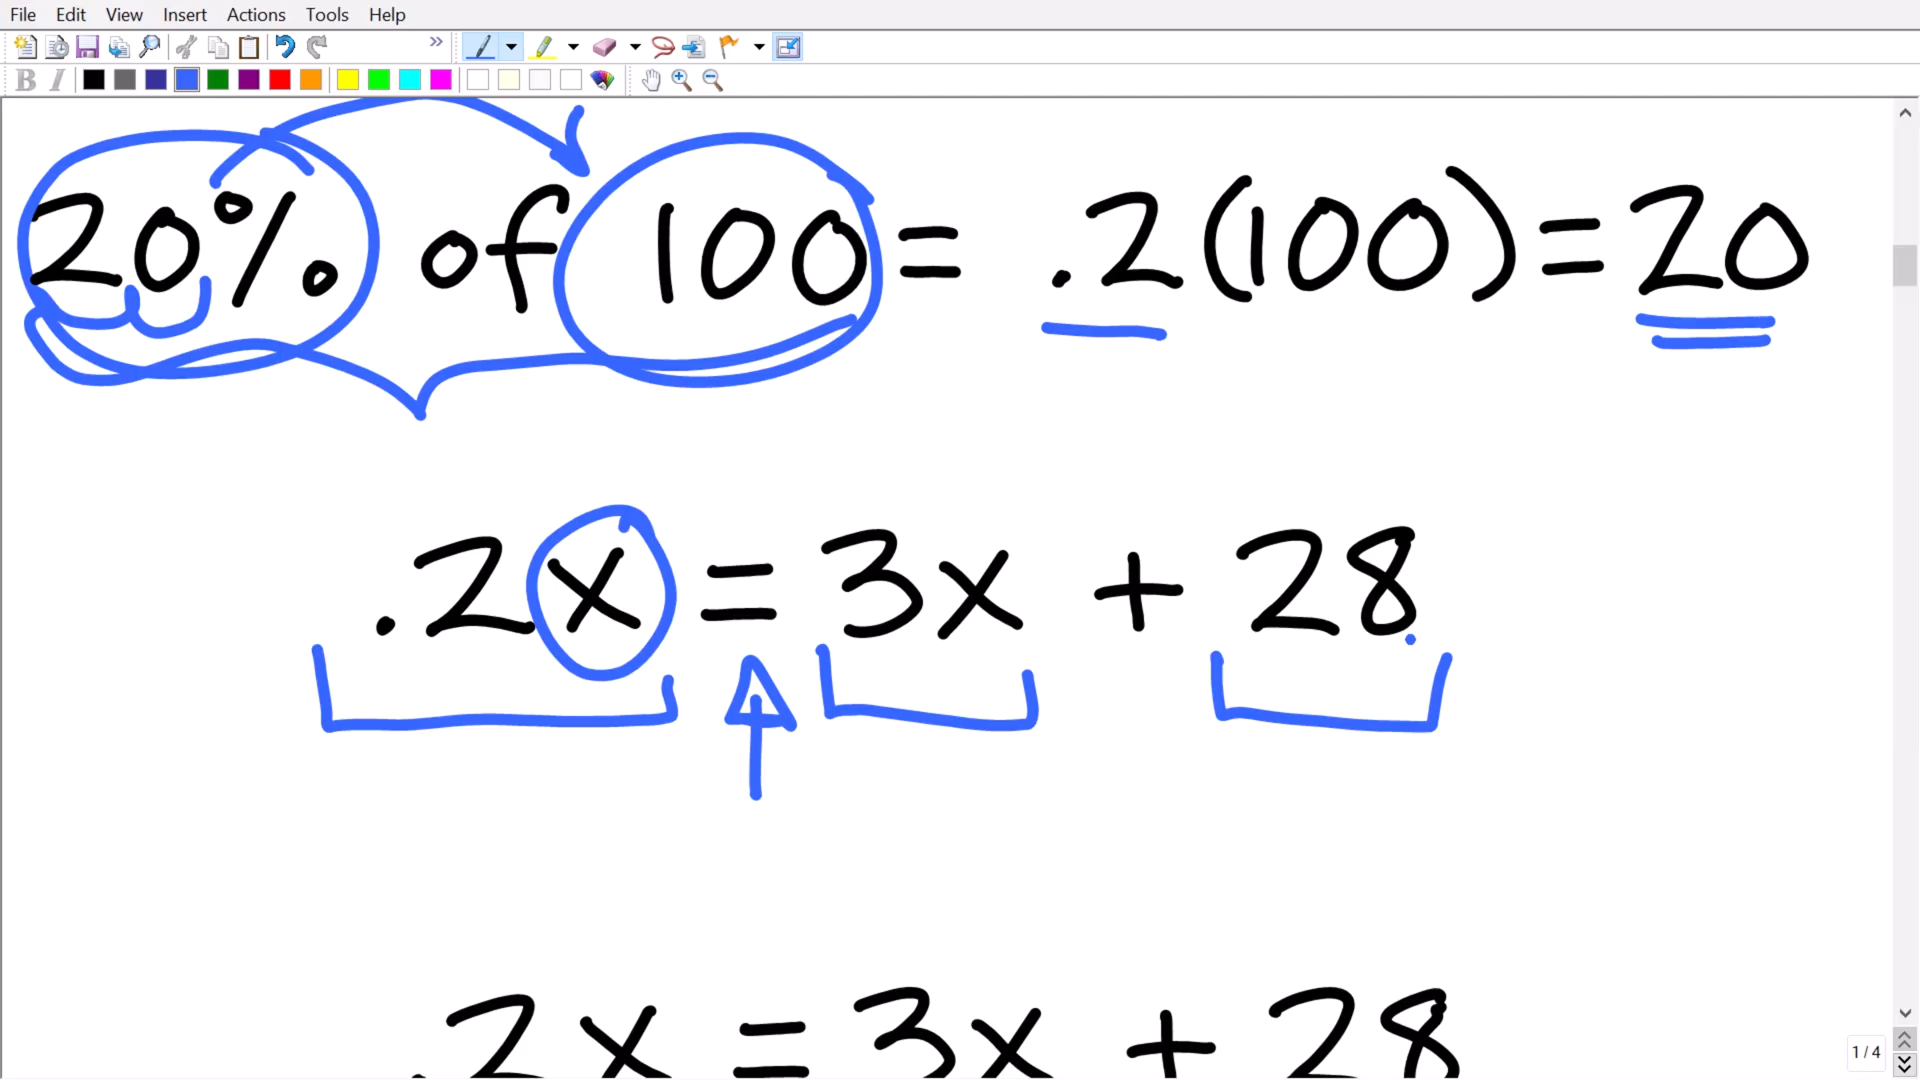 File Edit View Insert Actions Tools Help
B I
20% of 100 = .2(100) = 20
.2x = 3x + 28
.2x = 3x + 28
1 / 4